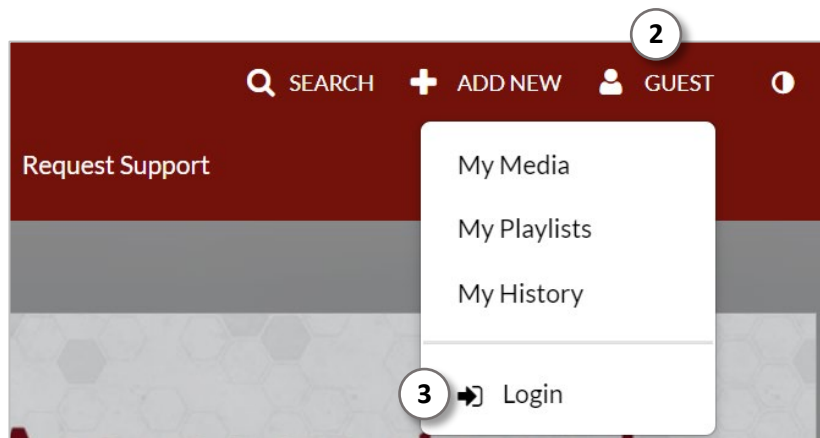 2
SEARCH ADD NEW GUEST
Request Support
My Media
My Playlists
My History
3 Login